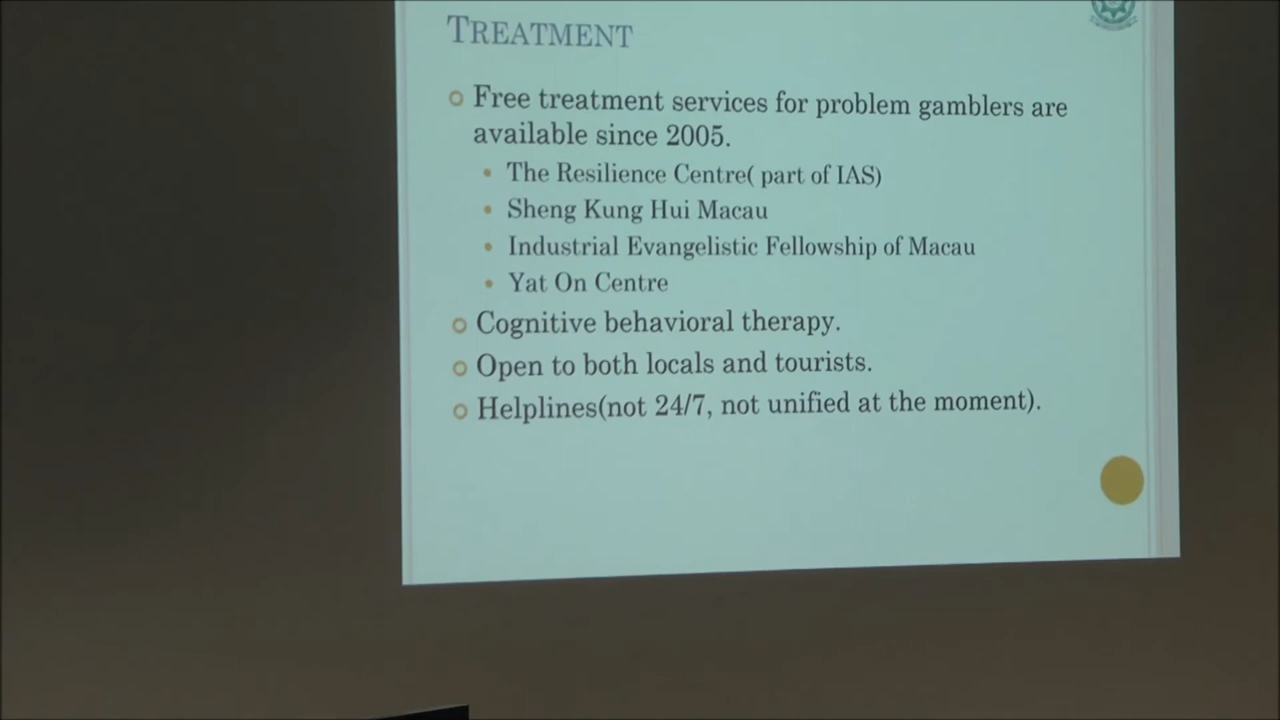 TREATMENT
Free treatment services for problem gamblers are
available since 2005.
The Resilience Centre( part of IAS)
Sheng Kung Hui Macau
Industrial Evangelistic Fellowship of Macau
Yat On Centre
Cognitive behavioral therapy.
Open to both locals and tourists.
Helplines(not 24/7, not unified at the moment).